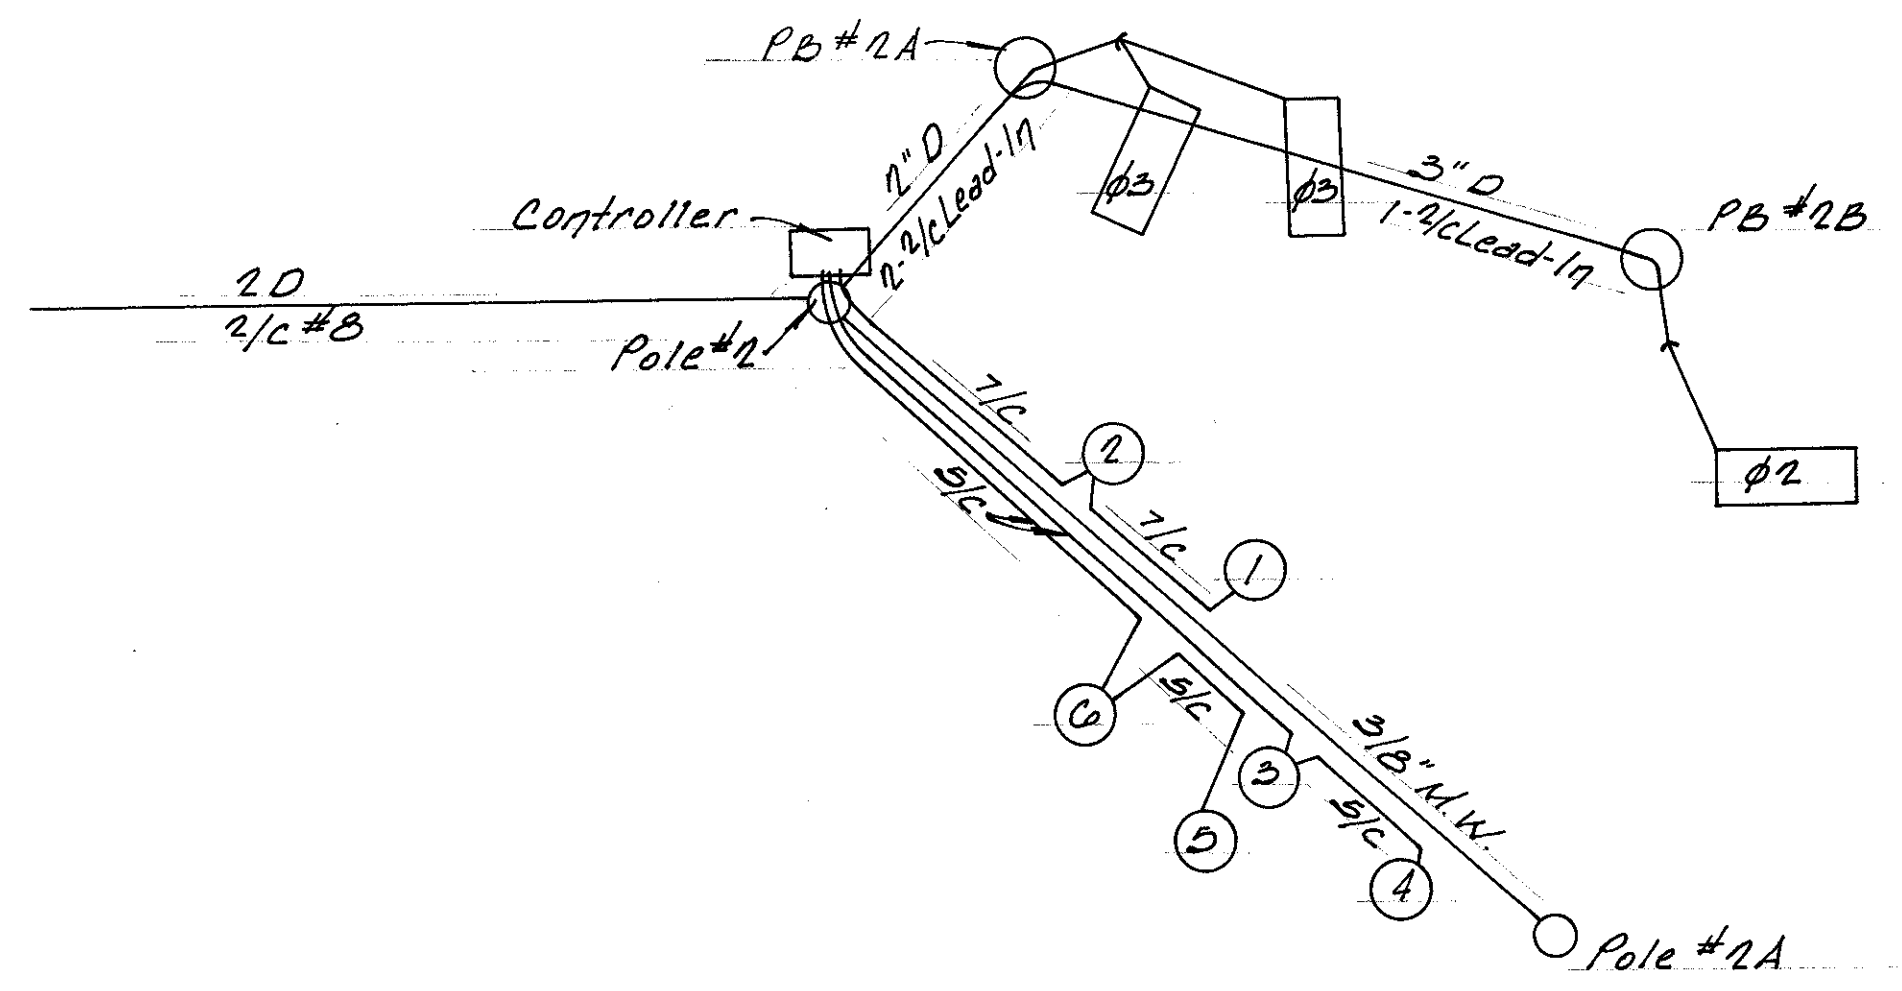 PB #2A
2" D
2-2/c Lead-In
φ3
φ3
3" D
1-2/c Lead-In
PB #2B
Controller
2 D
2/c #8
Pole #2
7/c
2
φ2
5/c
7/c
1
6
5/c
3
3/8" M.W.
5
5/c
4
Pole #2A